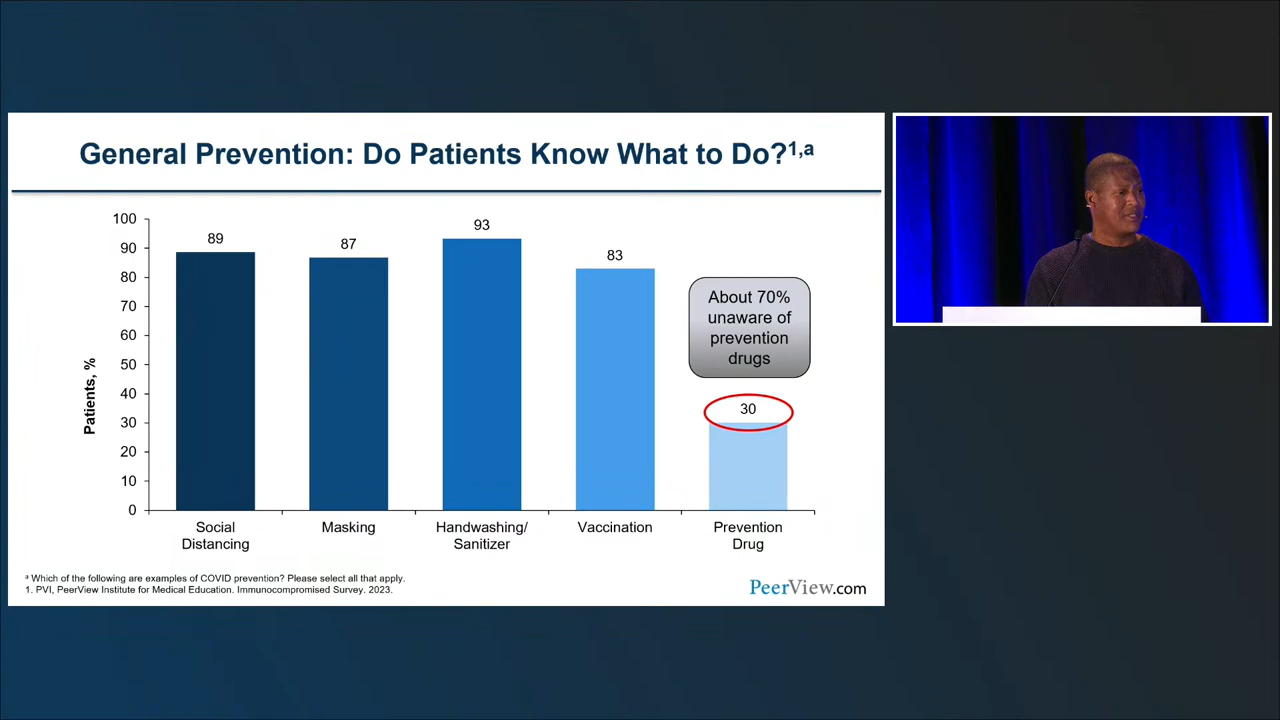 General Prevention: Do Patients Know What to Do?1,a
Patients, %
100
90
80
70
60
50
40
30
20
10
0
89
87
93
83
30
About 70%
unaware of
prevention
drugs
Social
Distancing
Masking
Handwashing/
Sanitizer
Vaccination
Prevention
Drug
a Which of the following are examples of COVID prevention? Please select all that apply.
1. PVI, PeerView Institute for Medical Education. Immunocompromised Survey. 2023.
PeerView.com